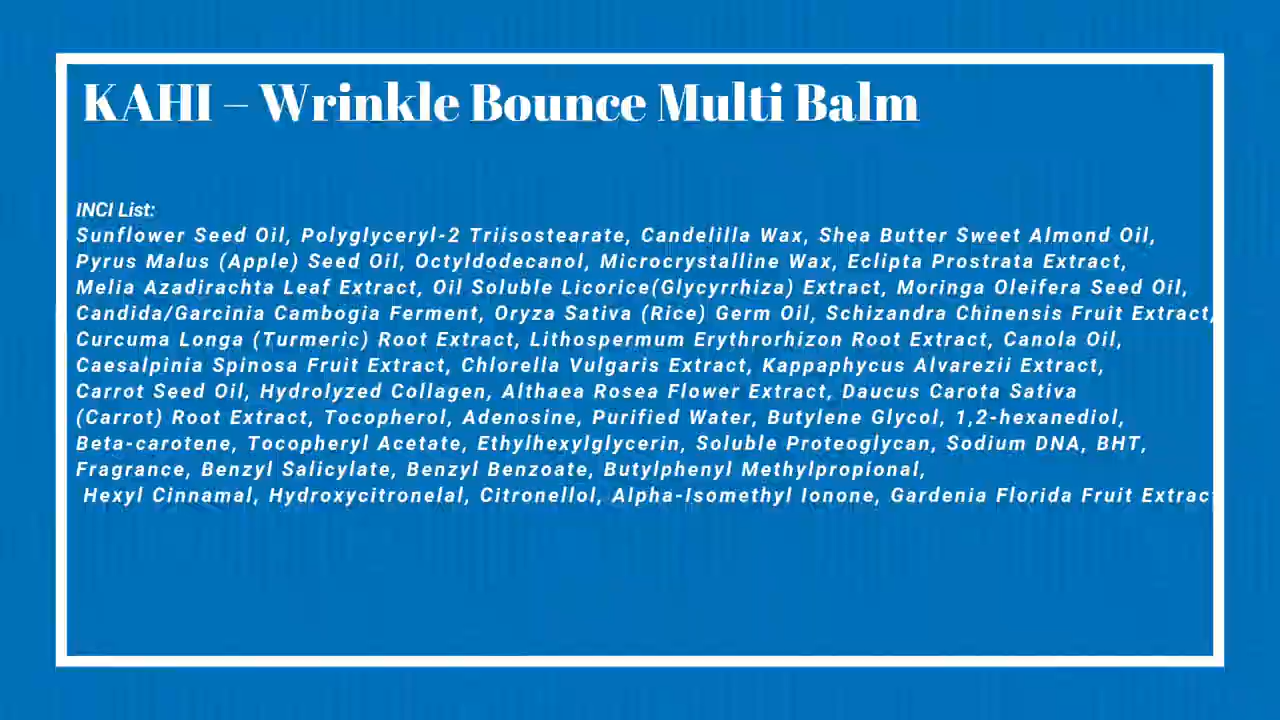 KAHI – Wrinkle Bounce Multi Balm
INCI List:
Sunflower Seed Oil, Polyglyceryl-2 Triisostearate, Candelilla Wax, Shea Butter Sweet Almond Oil,
Pyrus Malus (Apple) Seed Oil, Octyldodecanol, Microcrystalline Wax, Eclipta Prostrata Extract,
Melia Azadirachta Leaf Extract, Oil Soluble Licorice(Glycyrrhiza) Extract, Moringa Oleifera Seed Oil,
Candida/Garcinia Cambogia Ferment, Oryza Sativa (Rice) Germ Oil, Schizandra Chinensis Fruit Extract,
Curcuma Longa (Turmeric) Root Extract, Lithospermum Erythrorhizon Root Extract, Canola Oil,
Caesalpinia Spinosa Fruit Extract, Chlorella Vulgaris Extract, Kappaphycus Alvarezii Extract,
Carrot Seed Oil, Hydrolyzed Collagen, Althaea Rosea Flower Extract, Daucus Carota Sativa
(Carrot) Root Extract, Tocopherol, Adenosine, Purified Water, Butylene Glycol, 1,2-hexanediol,
Beta-carotene, Tocopheryl Acetate, Ethylhexylglycerin, Soluble Proteoglycan, Sodium DNA, BHT,
Fragrance, Benzyl Salicylate, Benzyl Benzoate, Butylphenyl Methylpropional,
Hexyl Cinnamal, Hydroxycitronelal, Citronellol, Alpha-Isomethyl Ionone, Gardenia Florida Fruit Extract